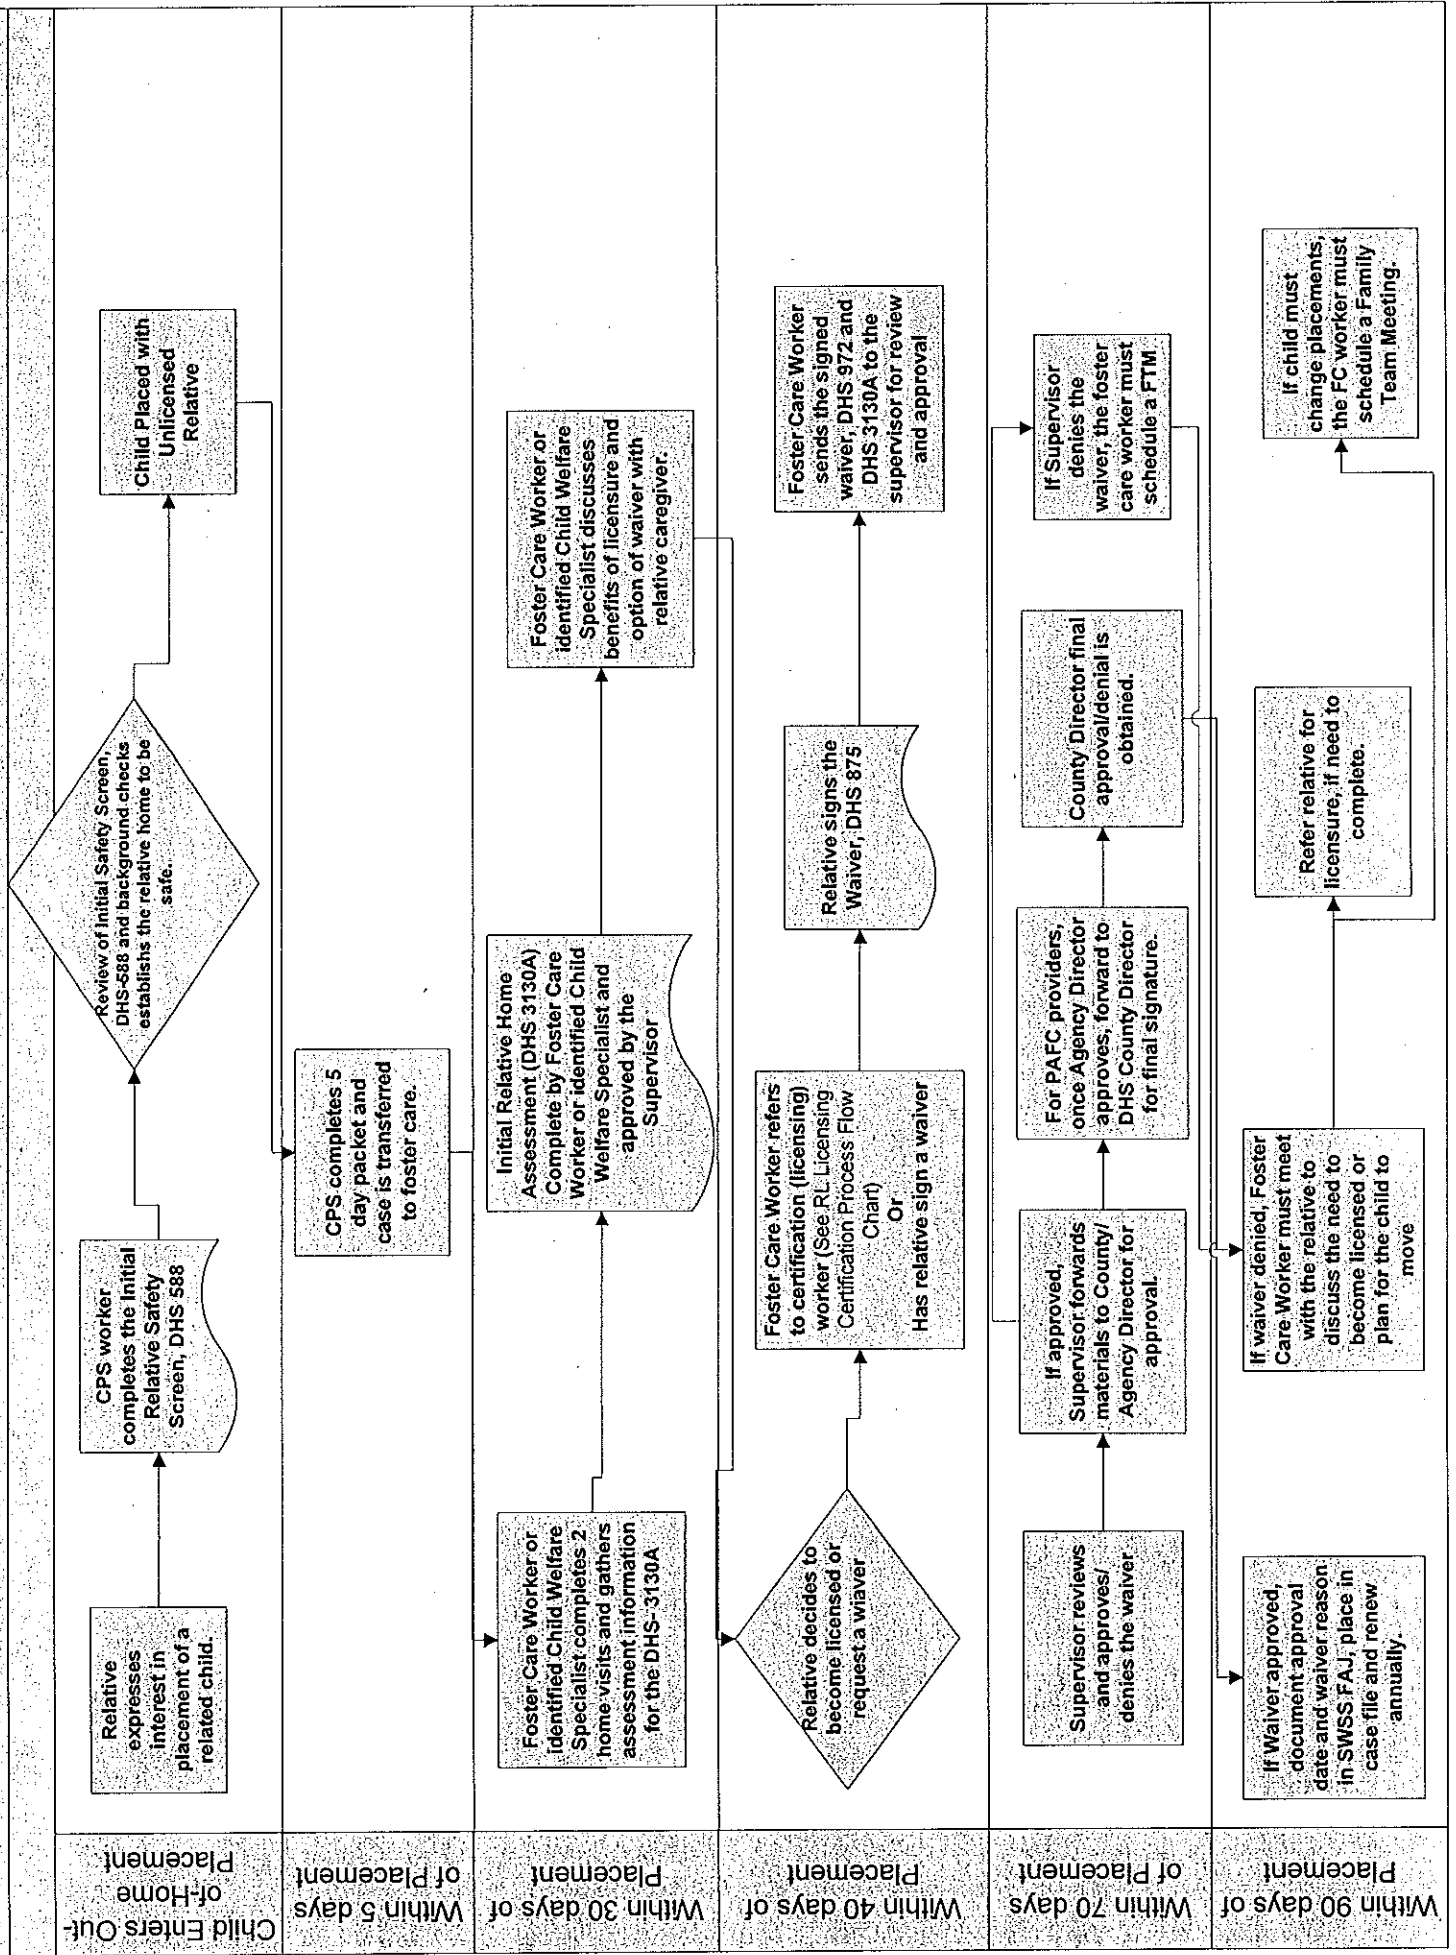 Child Enters Out-
of-Home
Placement
Relative
expresses
interest in
placement of a
related child.
CPS worker
completes the Initial
Relative Safety
Screen, DHS 588
Review of Initial Safety Screen,
DHS-588 and background checks
establishes the relative home to be
safe.
Child Placed with
Unlicensed
Relative
Within 5 days
of Placement
CPS completes 5
day packet and
case is transferred
to foster care.
Within 30 days of
Placement
Foster Care Worker or
identified Child Welfare
Specialist completes 2
home visits and gathers
assessment information
for the DHS- 3130A
Initial Relative Home
Assessment (DHS 3130A)
Complete by Foster Care
Worker or identified Child
Welfare Specialist and
approved by the
Supervisor
Foster Care Worker or
identified Child Welfare
Specialist discusses
benefits of licensure and
option of waiver with
relative caregiver.
Within 40 days of
Placement
Relative decides to
become licensed or
request a waiver
Foster Care Worker refers
to certification (licensing)
worker (See RL Licensing
Certification Process Flow
Chart)
Or
Has relative sign a waiver
Relative signs the
Waiver, DHS 875
Foster Care Worker
sends the signed
waiver, DHS 972 and
DHS 3130A to the
supervisor for review
and approval
Within 70 days
of Placement
Supervisor reviews
and approves/
denies the waiver
If approved,
Supervisor forwards
materials to County/
Agency Director for
approval.
For PAFC providers,
once Agency Director
approves, forward to
DHS County Director
for final signature.
County Director final
approval/denial is
obtained.
If Supervisor
denies the
waiver, the foster
care worker must
schedule a FTM.
Within 90 days of
Placement
If Waiver approved,
document approval
date and waiver reason
in SWSS FAJ, place in
case file and renew
annually.
If waiver denied, Foster
Care Worker must meet
with the relative to
discuss the need to
become licensed or
plan for the child to
move
Refer relative for
licensure, if need to
complete.
If child must
change placements,
the FC worker must
schedule a Family
Team Meeting.